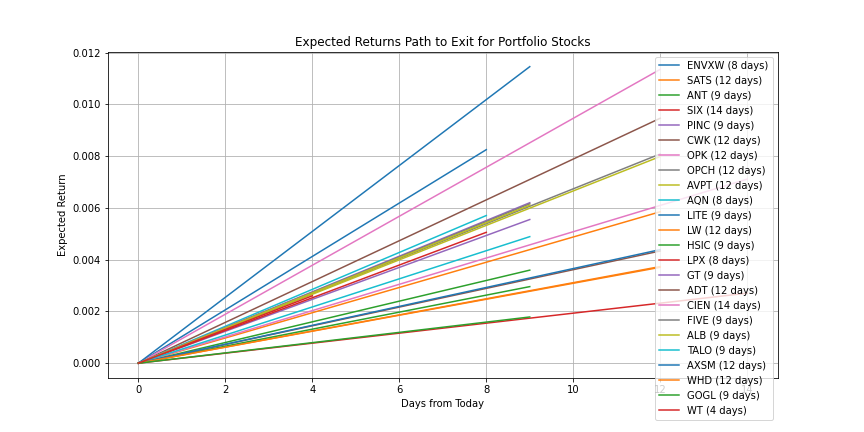 Expected Returns Path to Exit for Portfolio Stocks
Expected Return
0.012
0.010
0.008
0.006
0.004
0.002
0.000
0
2
4
6
8
10
12
14
Days from Today
ENVXW (8 days)
SATS (12 days)
ANT (9 days)
SIX (14 days)
PINC (9 days)
CWK (12 days)
OPK (12 days)
OPCH (12 days)
AVPT (12 days)
AQN (8 days)
LITE (9 days)
LW (12 days)
HSIC (9 days)
LPX (8 days)
GT (9 days)
ADT (12 days)
CIEN (14 days)
FIVE (9 days)
ALB (9 days)
TALO (9 days)
AXSM (12 days)
WHD (12 days)
GOGL (9 days)
WT (4 days)